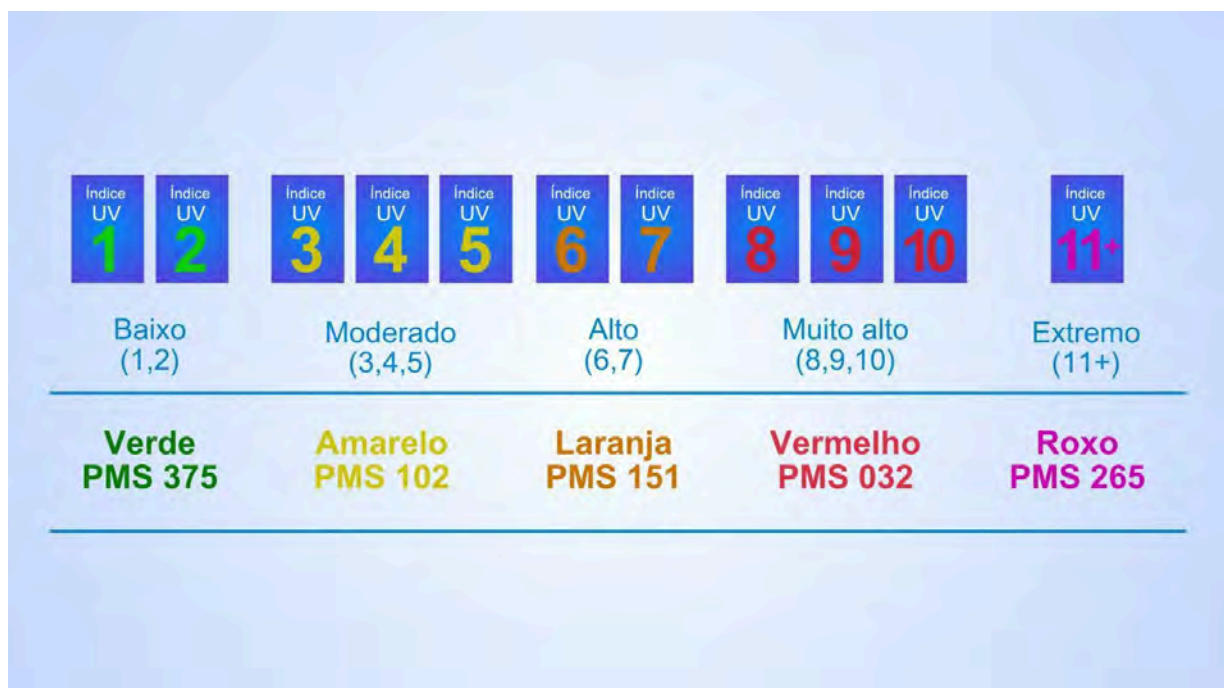 Índice Índice Índice Índice Índice Índice Índice Índice Índice Índice Índice
UV UV UV UV UV UV UV UV UV UV UV
1 2 3 4 5 6 7 8 9 10 11+
Baixo Moderado Alto Muito alto Extremo
(1,2) (3,4,5) (6,7) (8,9,10) (11+)
Verde Amarelo Laranja Vermelho Roxo
PMS 375 PMS 102 PMS 151 PMS 032 PMS 265